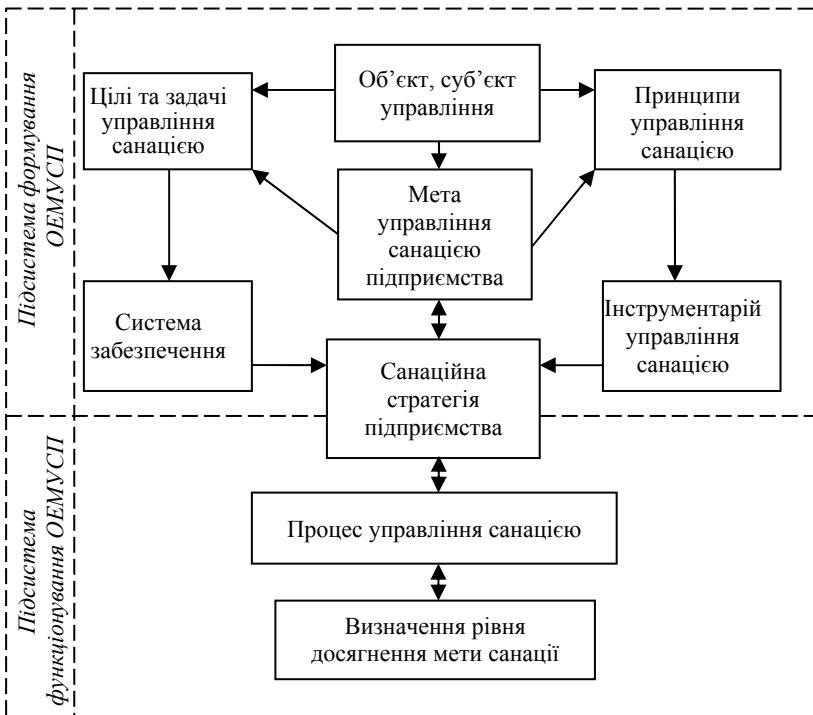 Підсистема формування
ОЕМУСП
Об’єкт, суб’єкт
управління
Цілі та задачі
управління
санацією
Принципи
управління
санацією
Мета
управління
санацією
підприємства
Система
забезпечення
Інструментарій
управління
санацією
Санаційна
стратегія
підприємства
Підсистема
функціонування ОЕМУСП
Процес управління санацією
Визначення рівня
досягнення мети санації